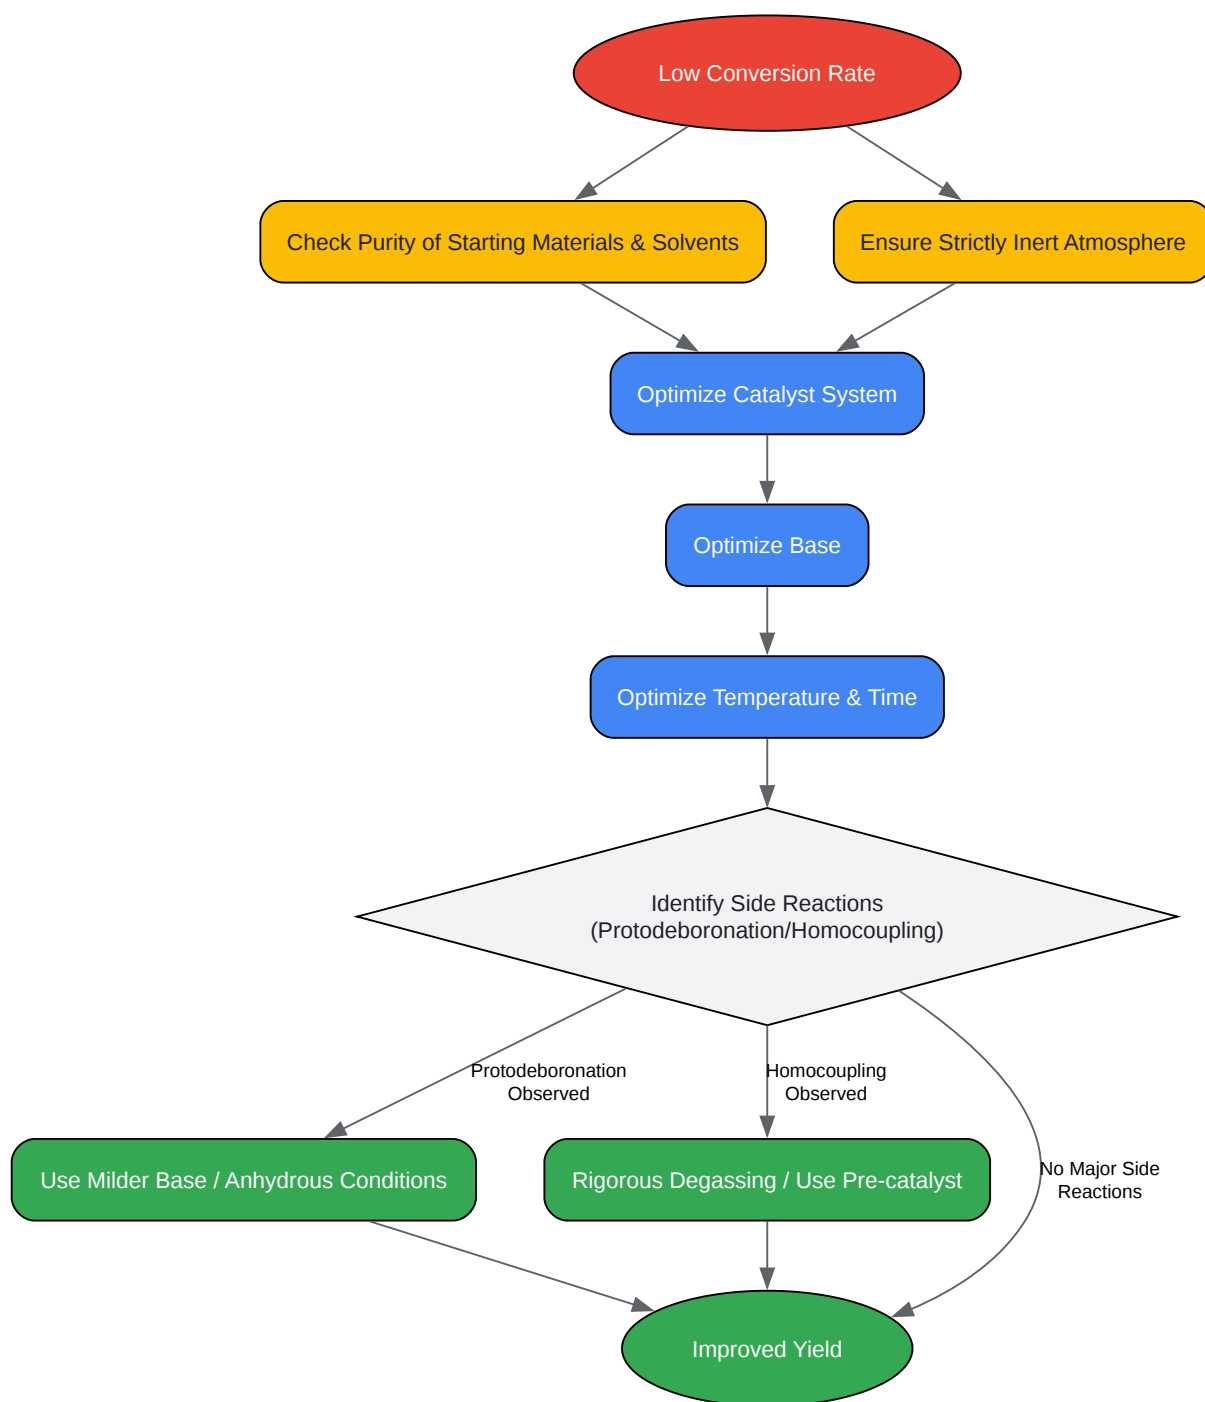 Low Conversion Rate
Check Purity of Starting Materials & Solvents
Ensure Strictly Inert Atmosphere
Optimize Catalyst System
Optimize Base
Optimize Temperature & Time
Identify Side Reactions
(Protodeboronation/Homocoupling)
Protodeboronation
Observed
Homocoupling
Observed
No Major Side
Reactions
Use Milder Base / Anhydrous Conditions
Rigorous Degassing / Use Pre-catalyst
Improved Yield